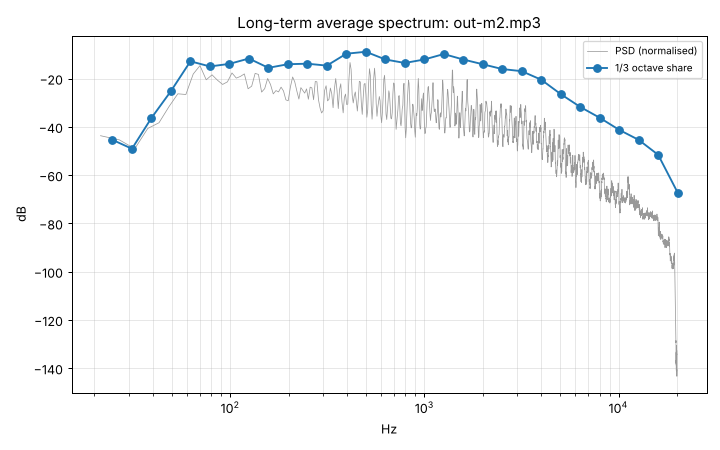 Long-term average spectrum: out-m2.mp3
PSD (normalised)
1/3 octave share
dB
−20
−40
−60
−80
−100
−120
−140
10²
10³
10⁴
Hz